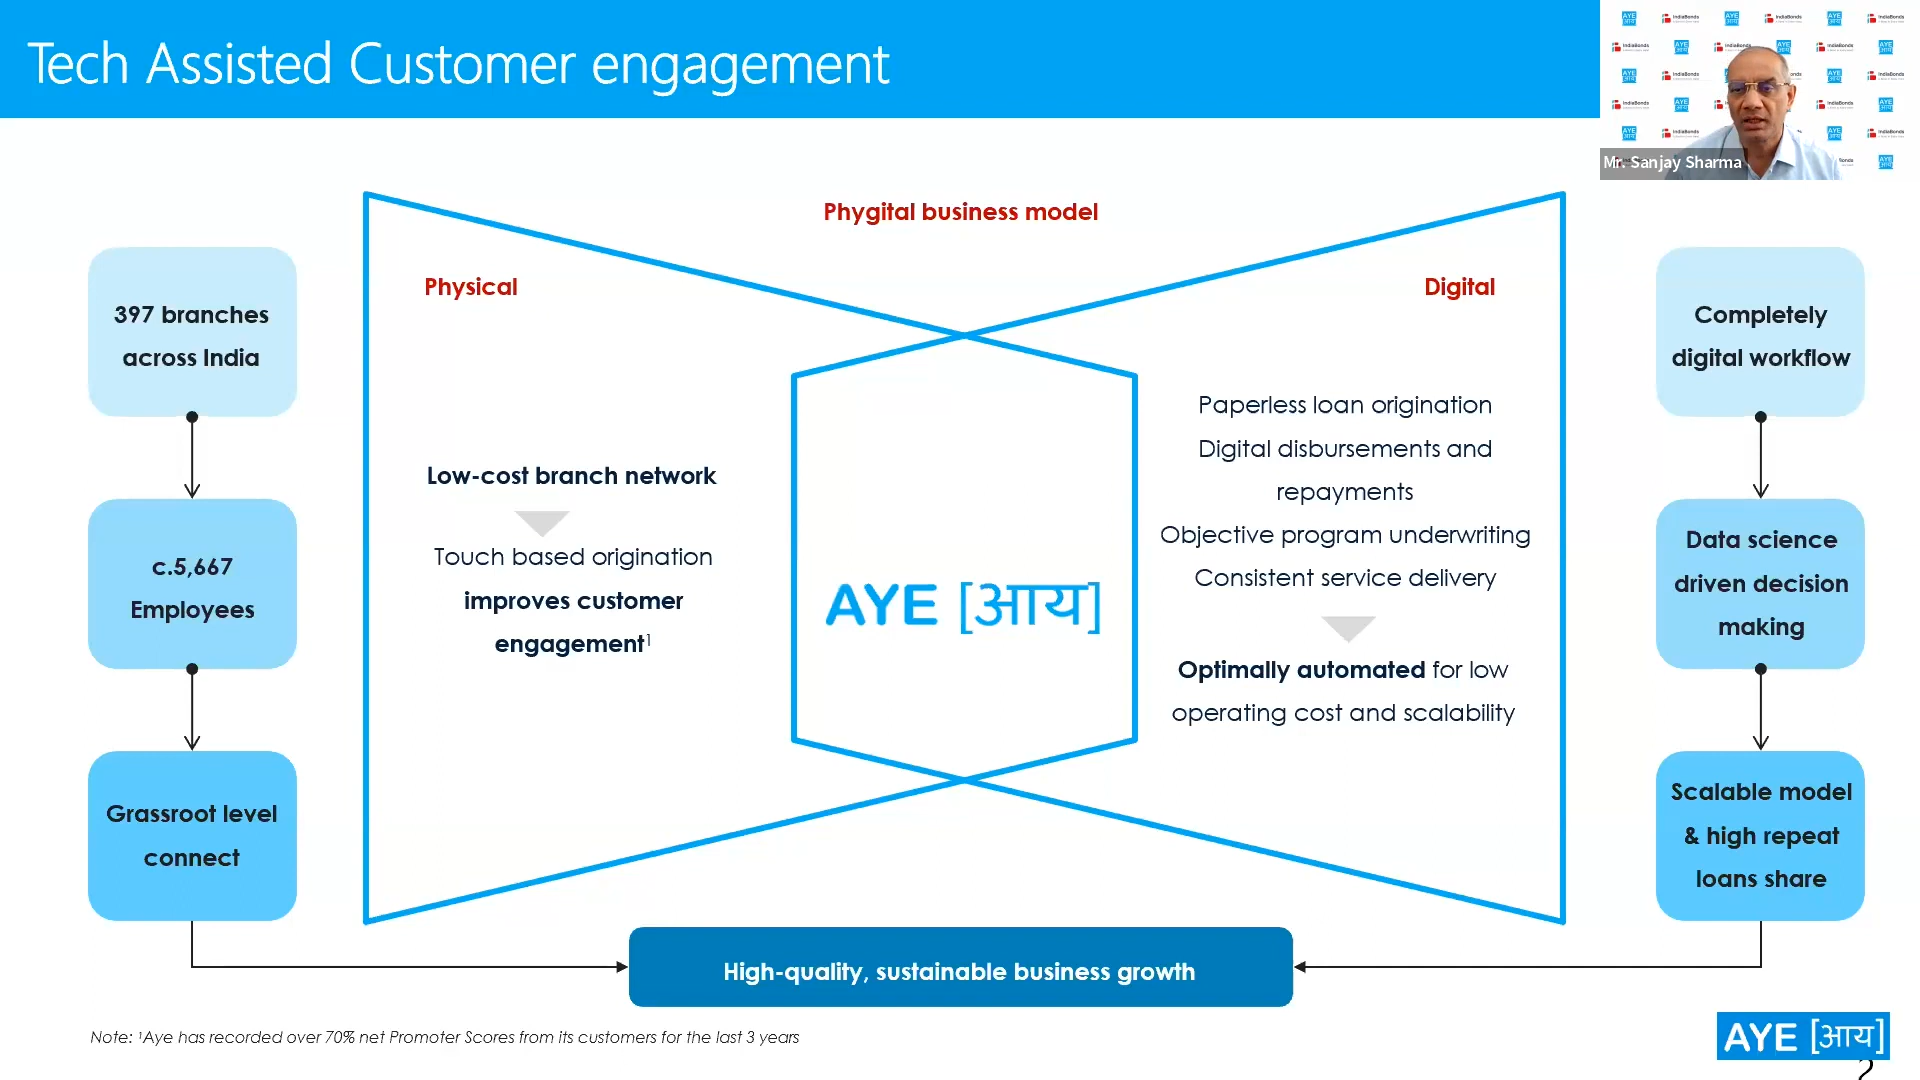 Tech Assisted Customer engagement
Mr. Sanjay Sharma
Phygital business model
Physical
Digital
397 branches
across India
c.5,667
Employees
Grassroot level
connect
Low-cost branch network
Touch based origination
improves customer
engagement¹
AYE [आय]
Paperless loan origination
Digital disbursements and
repayments
Objective program underwriting
Consistent service delivery
Optimally automated for low
operating cost and scalability
Completely
digital workflow
Data science
driven decision
making
Scalable model
& high repeat
loans share
High-quality, sustainable business growth
Note: ¹Aye has recorded over 70% net Promoter Scores from its customers for the last 3 years
AYE [आय]